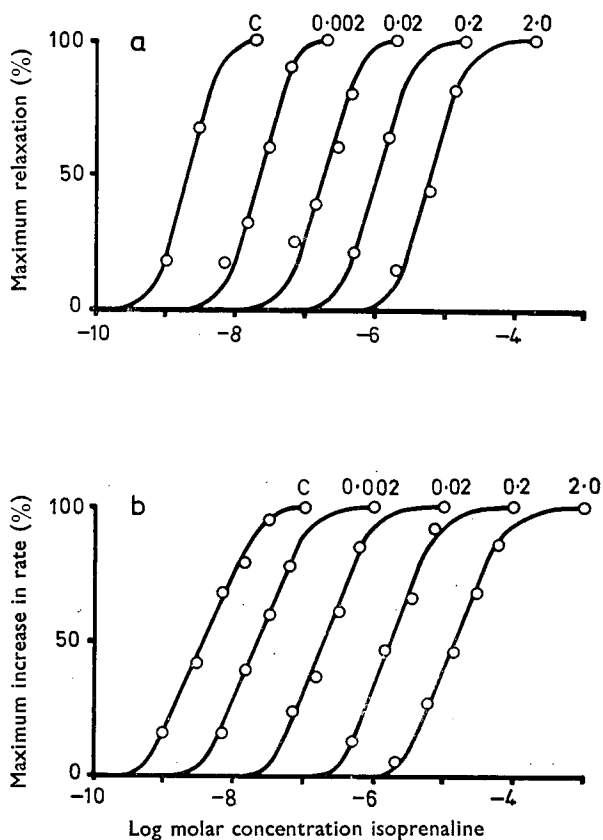 a
C 0·002 0·02 0·2 2·0
Maximum relaxation (%)
100
50
0
-10 -8 -6 -4
b
C 0·002 0·02 0·2 2·0
Maximum increase in rate (%)
100
50
0
-10 -8 -6 -4
Log molar concentration isoprenaline